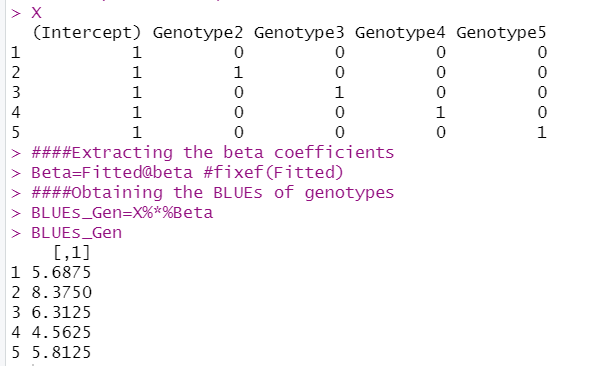 > X
  (Intercept) Genotype2 Genotype3 Genotype4 Genotype5
1           1         0         0         0         0
2           1         1         0         0         0
3           1         0         1         0         0
4           1         0         0         1         0
5           1         0         0         0         1
> ####Extracting the beta coefficients
> Beta=Fitted@beta #fixef(Fitted)
> ####Obtaining the BLUEs of genotypes
> BLUEs_Gen=X%*%Beta
> BLUEs_Gen
    [,1]
1 5.6875
2 8.3750
3 6.3125
4 4.5625
5 5.8125